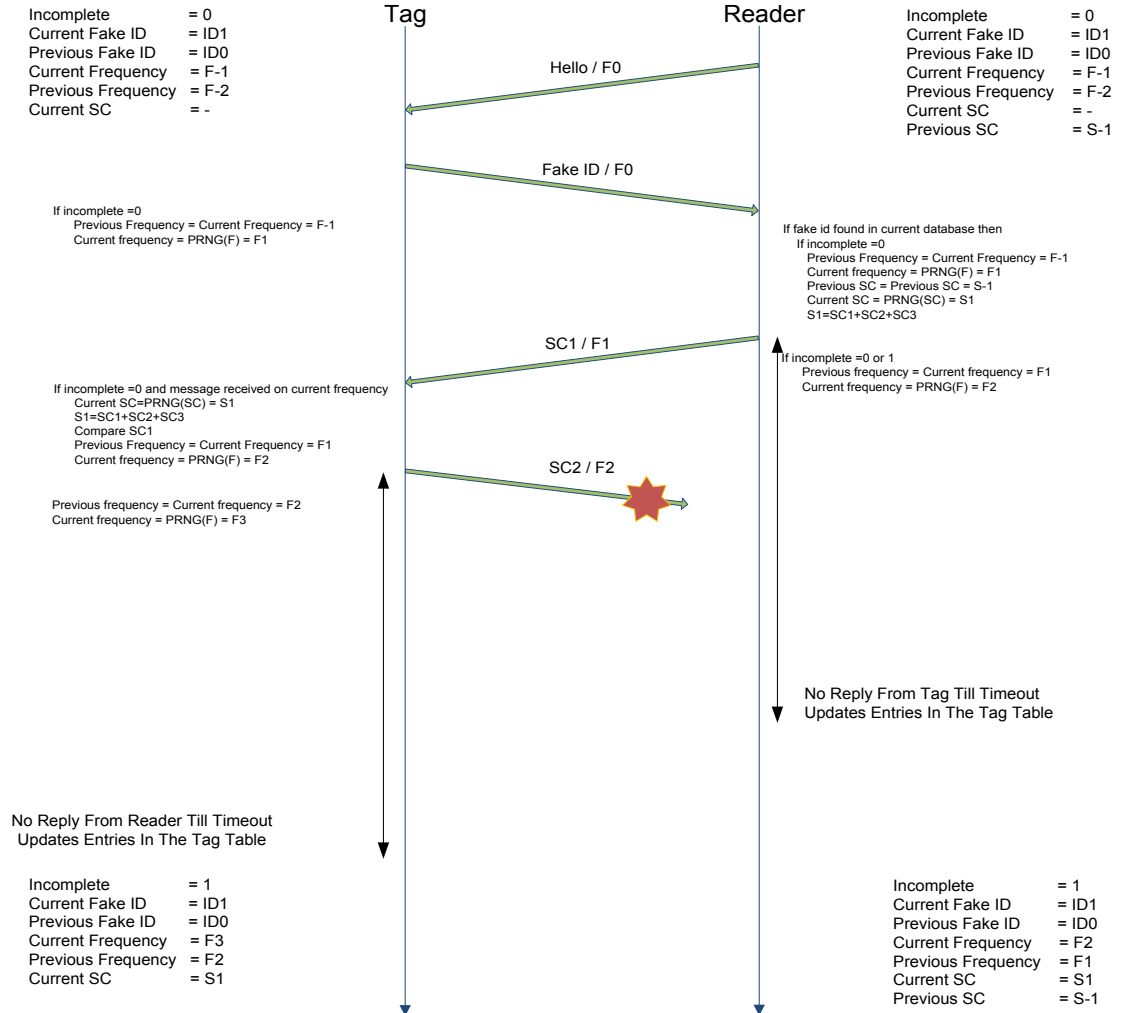 Tag
Reader
Incomplete = 0
Current Fake ID = ID1
Previous Fake ID = ID0
Current Frequency = F-1
Previous Frequency = F-2
Current SC = -
Incomplete = 0
Current Fake ID = ID1
Previous Fake ID = ID0
Current Frequency = F-1
Previous Frequency = F-2
Current SC = -
Previous SC = S-1
Hello / F0
Fake ID / F0
If incomplete =0
Previous Frequency = Current Frequency = F-1
Current frequency = PRNG(F) = F1
If fake id found in current database then
If incomplete =0
Previous Frequency = Current Frequency = F-1
Current frequency = PRNG(F) = F1
Previous SC = Previous SC = S-1
Current SC = PRNG(SC) = S1
S1=SC1+SC2+SC3
SC1 / F1
If incomplete =0 or 1
Previous frequency = Current frequency = F1
Current frequency = PRNG(F) = F2
If incomplete =0 and message received on current frequency
Current SC=PRNG(SC) = S1
S1=SC1+SC2+SC3
Compare SC1
Previous Frequency = Current Frequency = F1
Current frequency = PRNG(F) = F2
SC2 / F2
Previous frequency = Current frequency = F2
Current frequency = PRNG(F) = F3
No Reply From Tag Till Timeout
Updates Entries In The Tag Table
No Reply From Reader Till Timeout
Updates Entries In The Tag Table
Incomplete = 1
Current Fake ID = ID1
Previous Fake ID = ID0
Current Frequency = F3
Previous Frequency = F2
Current SC = S1
Incomplete = 1
Current Fake ID = ID1
Previous Fake ID = ID0
Current Frequency = F2
Previous Frequency = F1
Current SC = S1
Previous SC = S-1